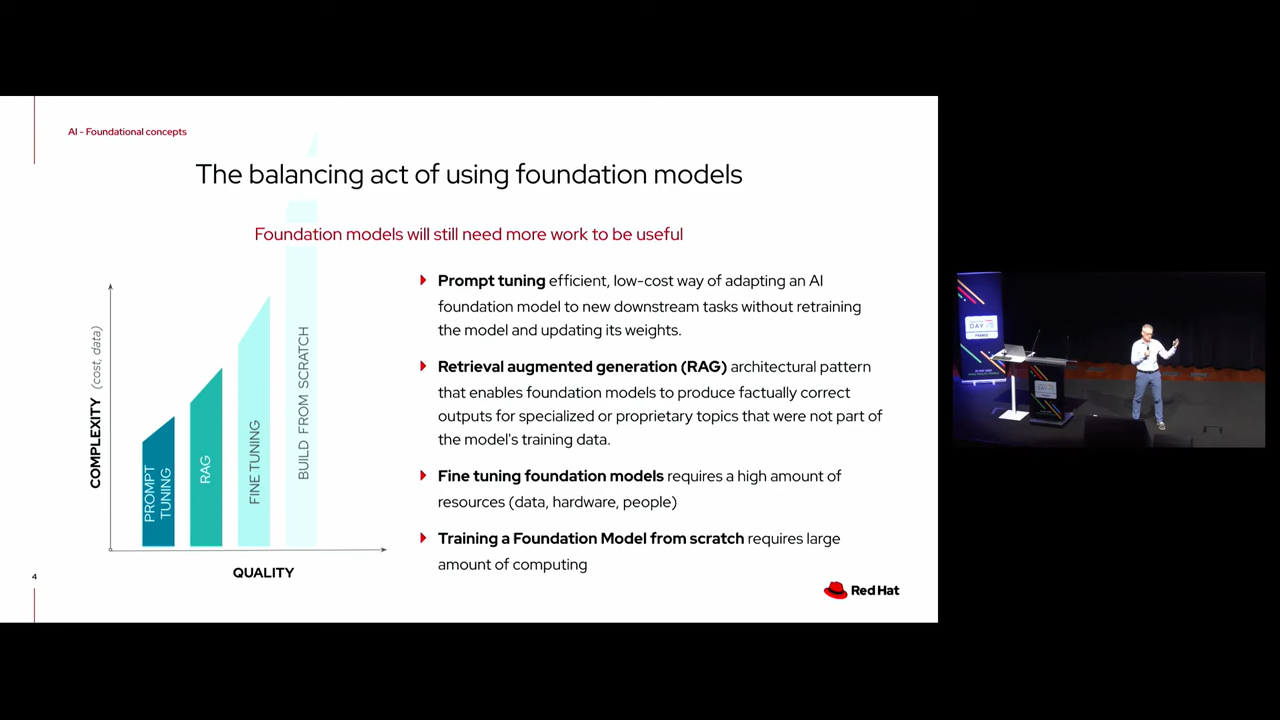 AI - Foundational concepts
The balancing act of using foundation models
Foundation models will still need more work to be useful
COMPLEXITY (cost, data)
PROMPT
TUNING
RAG
FINE TUNING
BUILD FROM SCRATCH
QUALITY
Prompt tuning efficient, low-cost way of adapting an AI
foundation model to new downstream tasks without retraining
the model and updating its weights.
Retrieval augmented generation (RAG) architectural pattern
that enables foundation models to produce factually correct
outputs for specialized or proprietary topics that were not part of
the model's training data.
Fine tuning foundation models requires a high amount of
resources (data, hardware, people)
Training a Foundation Model from scratch requires large
amount of computing
4
Red Hat
DAY
FRANCE